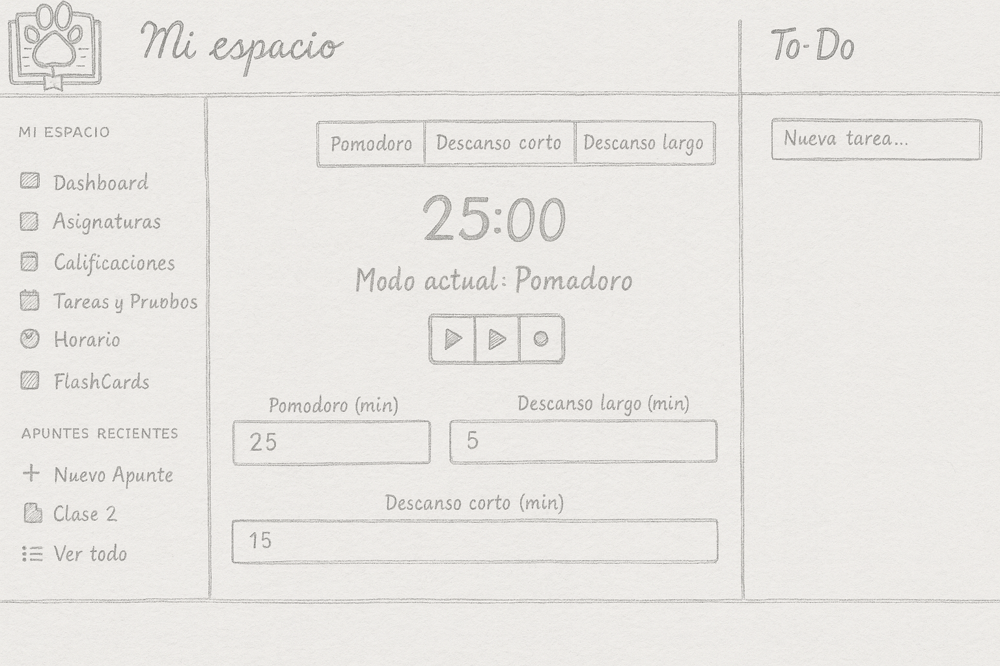 Mi espacio
To-Do
MI ESPACIO
Dashboard
Asignaturas
Calificaciones
Tareas y Pruobos
Horario
FlashCards
APUNTES RECIENTES
Nuevo Apunte
Clase 2
Ver todo
Pomodoro
Descanso corto
Descanso largo
25:00
Modo actual: Pomadoro
Pomodoro (min)
25
Descanso largo (min)
5
Descanso corto (min)
15
Nueva tarea...